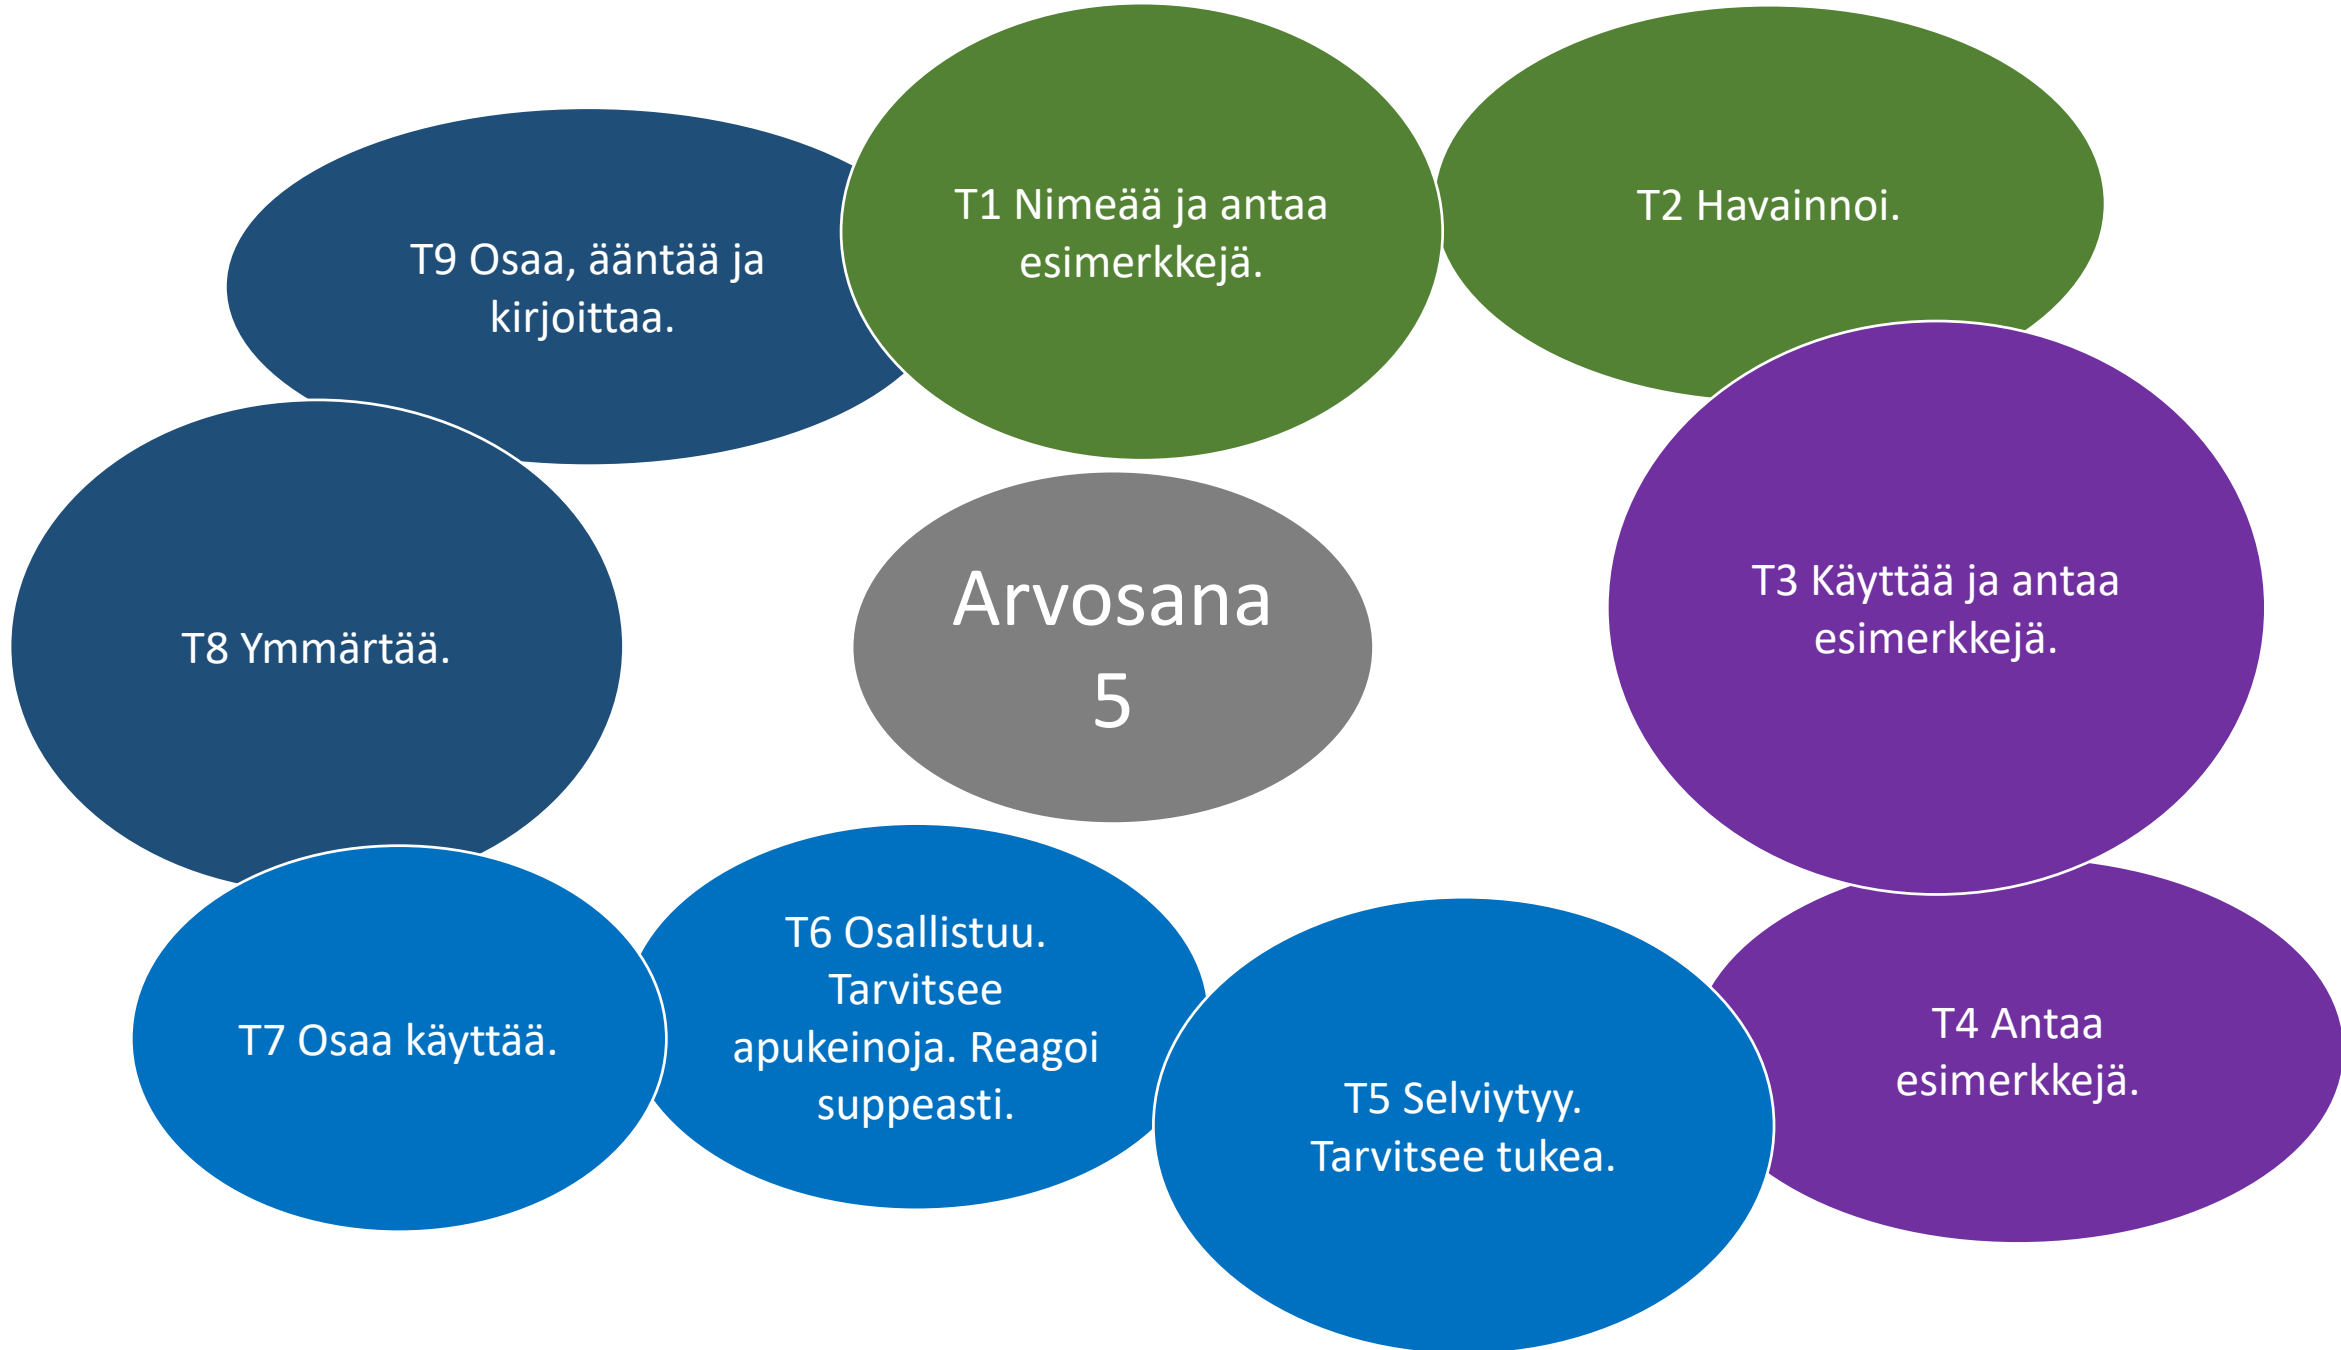 T1 Nimeää ja antaa
esimerkkejä.
T2 Havainnoi.
T3 Käyttää ja antaa
esimerkkejä.
T4 Antaa
esimerkkejä.
T5 Selviytyy.
Tarvitsee tukea.
T6 Osallistuu.
Tarvitsee
apukeinoja. Reagoi
suppeasti.
T7 Osaa käyttää.
T8 Ymmärtää.
T9 Osaa, ääntää ja
kirjoittaa.
Arvosana
5